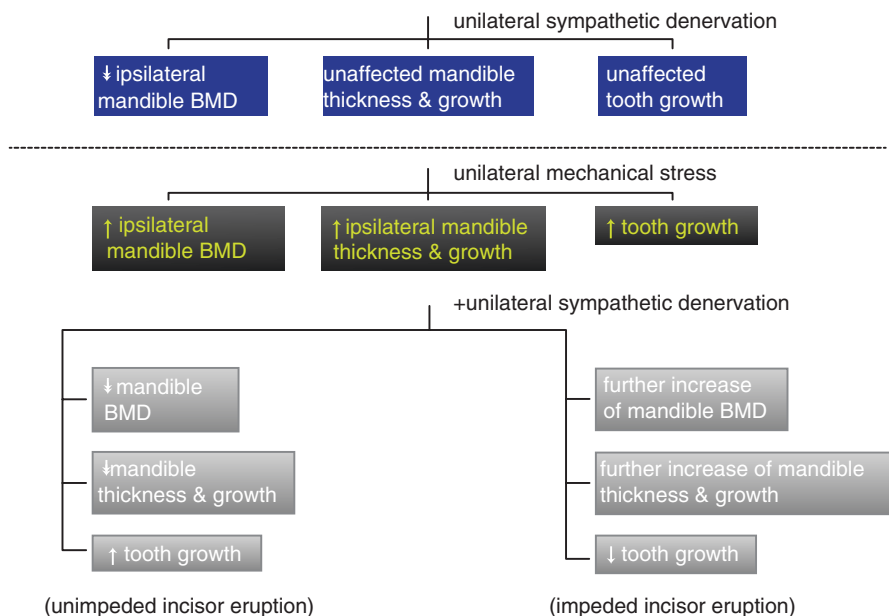 unilateral sympathetic denervation
↡ ipsilateral
mandible BMD
unaffected mandible
thickness & growth
unaffected
tooth growth
unilateral mechanical stress
↑ ipsilateral
mandible BMD
↑ ipsilateral mandible
thickness & growth
↑ tooth growth
+unilateral sympathetic denervation
↡ mandible
BMD
↡mandible
thickness & growth
↑ tooth growth
(unimpeded incisor eruption)
further increase
of mandible BMD
further increase of mandible
thickness & growth
↓ tooth growth
(impeded incisor eruption)